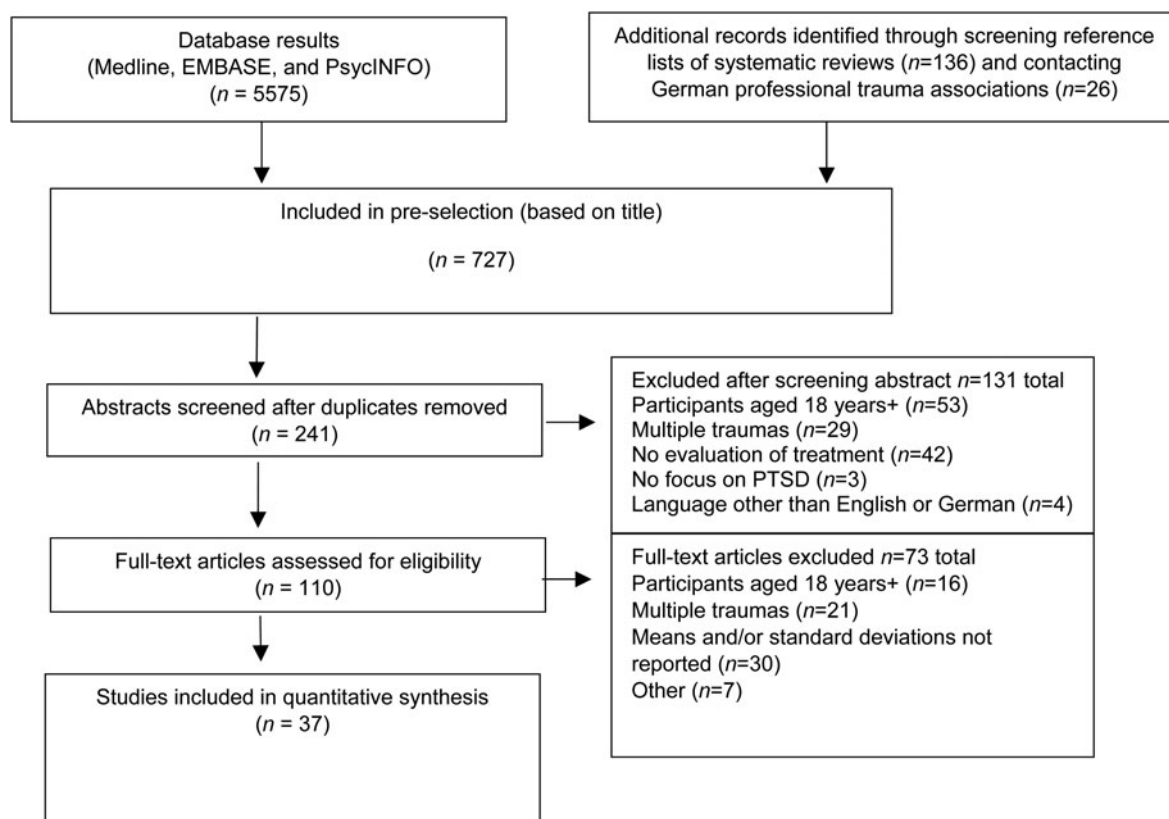 Database results
(Medline, EMBASE, and PsycINFO)
(n = 5575)
Additional records identified through screening reference
lists of systematic reviews (n=136) and contacting
German professional trauma associations (n=26)
Included in pre-selection (based on title)
(n = 727)
Abstracts screened after duplicates removed
(n = 241)
Excluded after screening abstract n=131 total
Participants aged 18 years+ (n=53)
Multiple traumas (n=29)
No evaluation of treatment (n=42)
No focus on PTSD (n=3)
Language other than English or German (n=4)
Full-text articles assessed for eligibility
(n = 110)
Full-text articles excluded n=73 total
Participants aged 18 years+ (n=16)
Multiple traumas (n=21)
Means and/or standard deviations not
reported (n=30)
Other (n=7)
Studies included in quantitative synthesis
(n = 37)